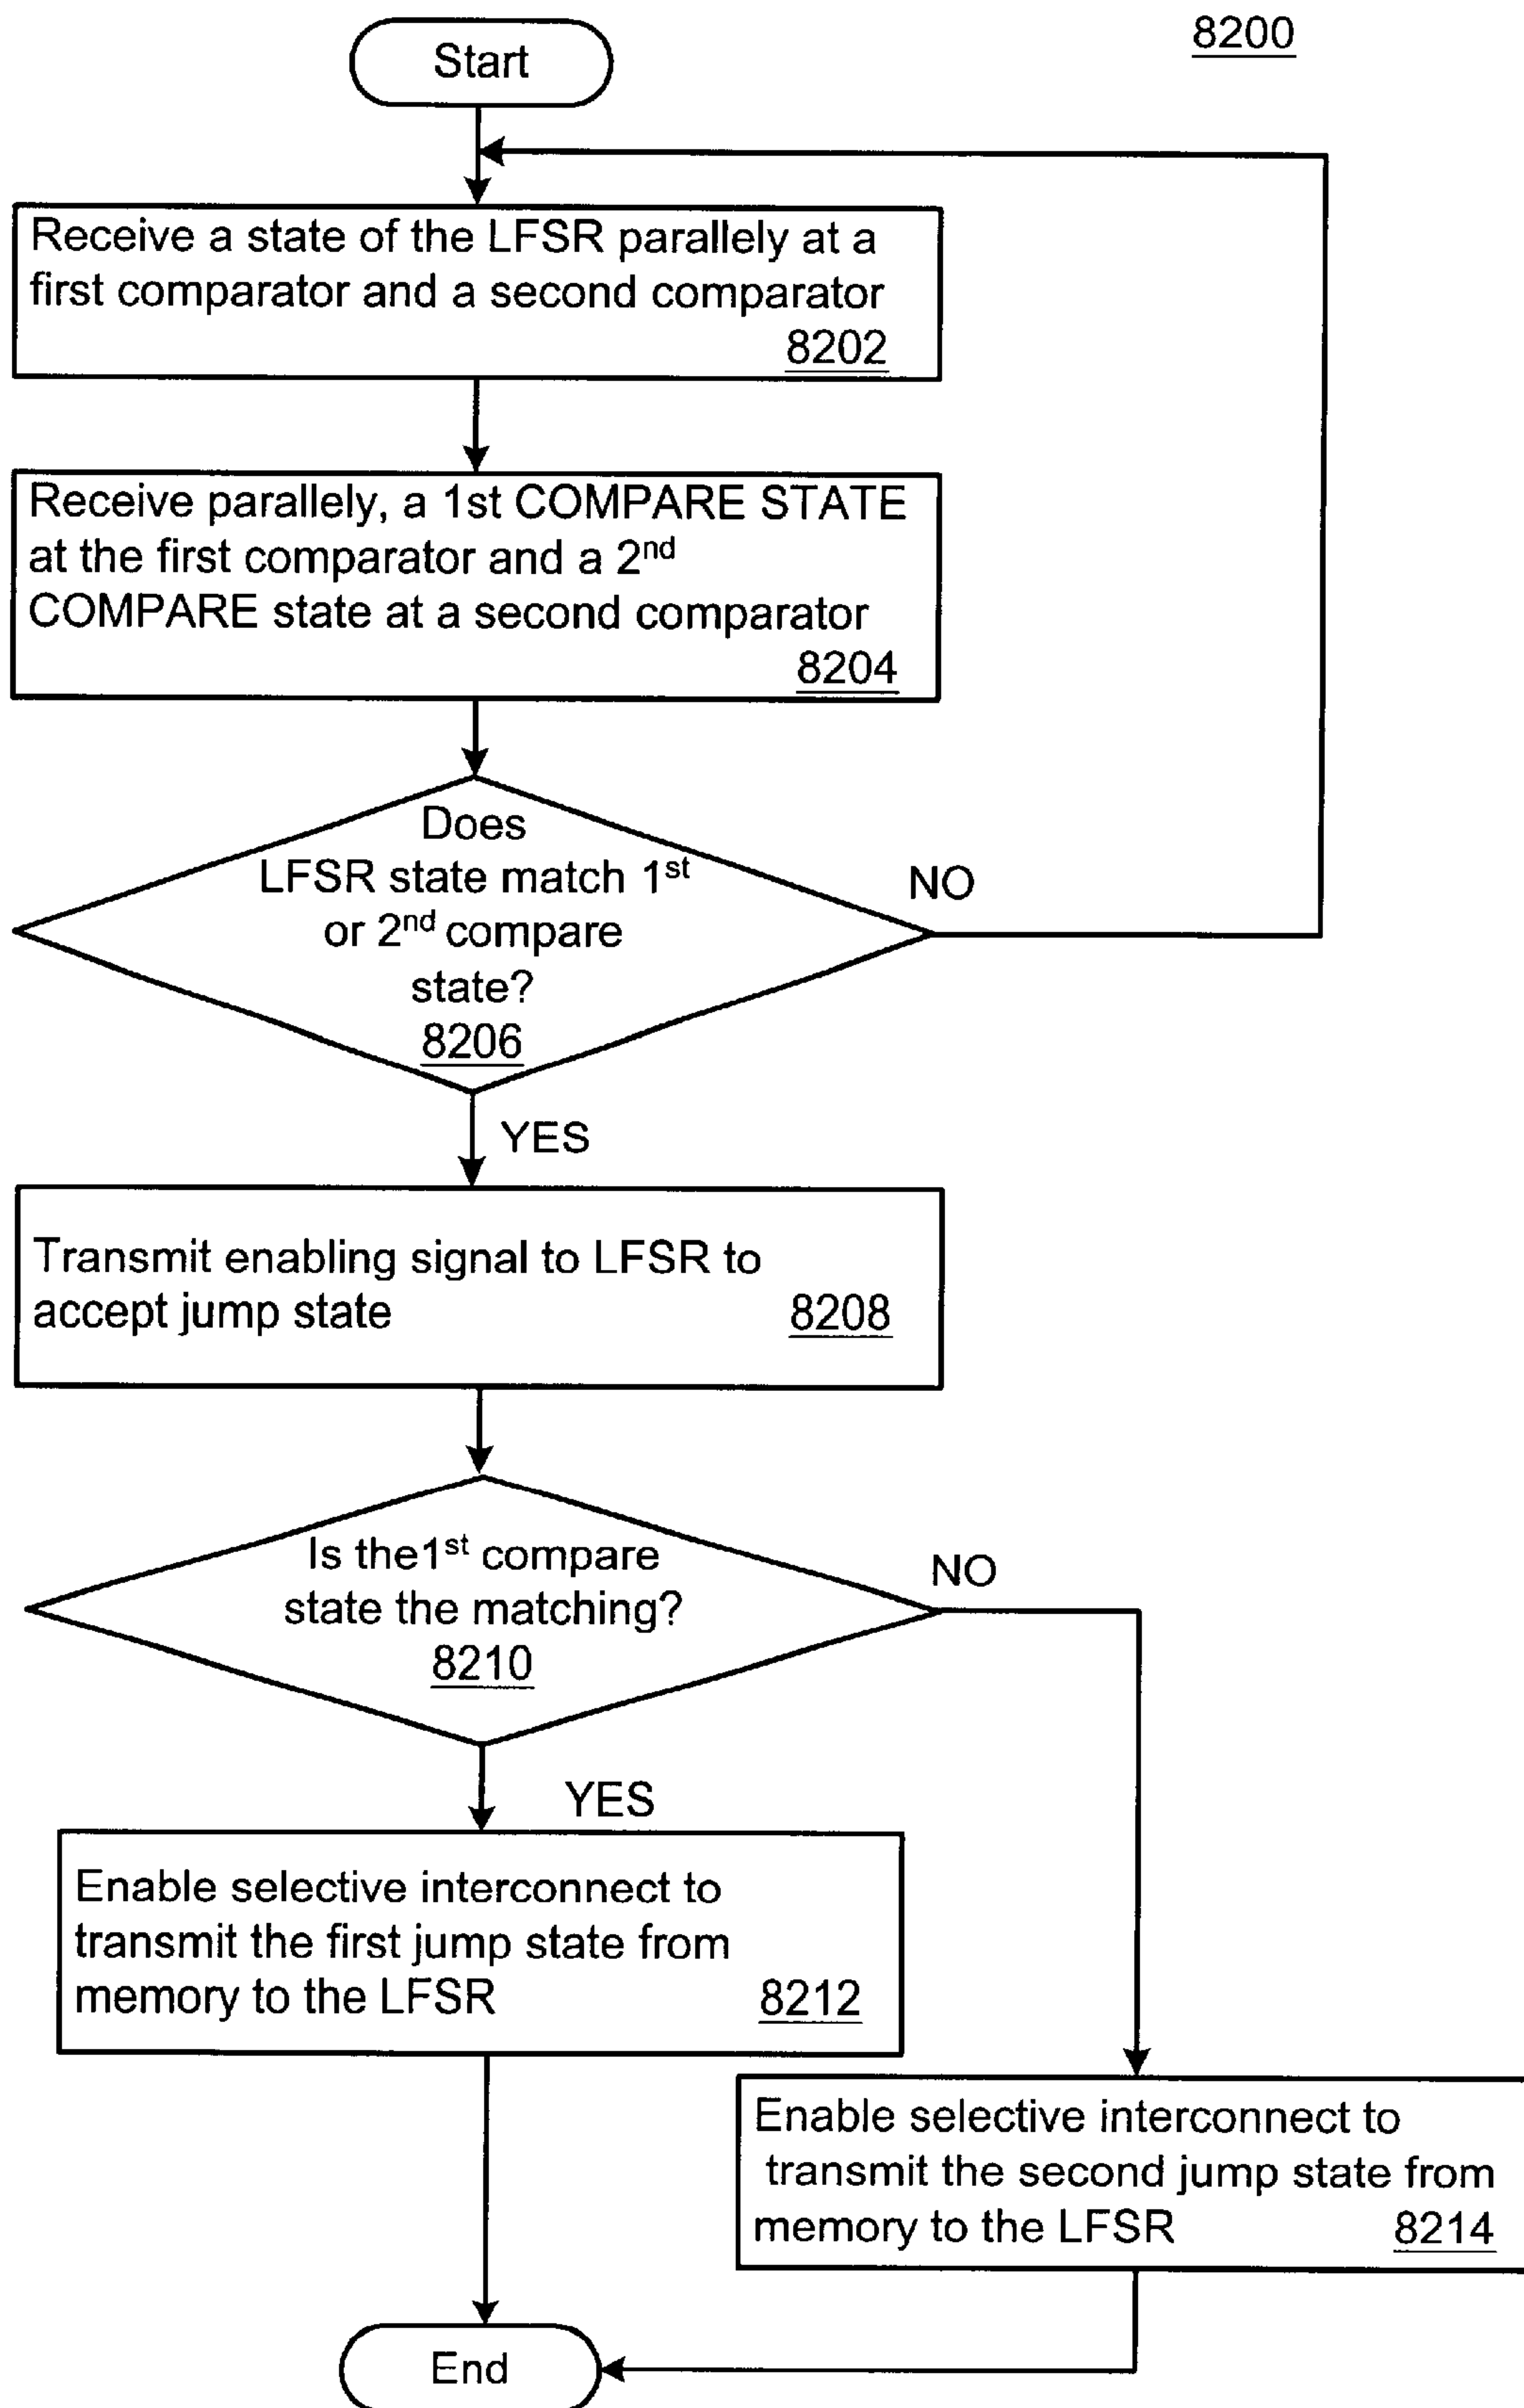 8200
Start
Receive a state of the LFSR parallely at a
first comparator and a second comparator
8202
Receive parallely, a 1st COMPARE STATE
at the first comparator and a 2nd
COMPARE state at a second comparator
8204
Does
LFSR state match 1st
or 2nd compare
state?
8206
NO
YES
Transmit enabling signal to LFSR to
accept jump state 8208
Is the1st compare
state the matching?
8210
NO
YES
Enable selective interconnect to
transmit the first jump state from
memory to the LFSR 8212
Enable selective interconnect to
transmit the second jump state from
memory to the LFSR 8214
End